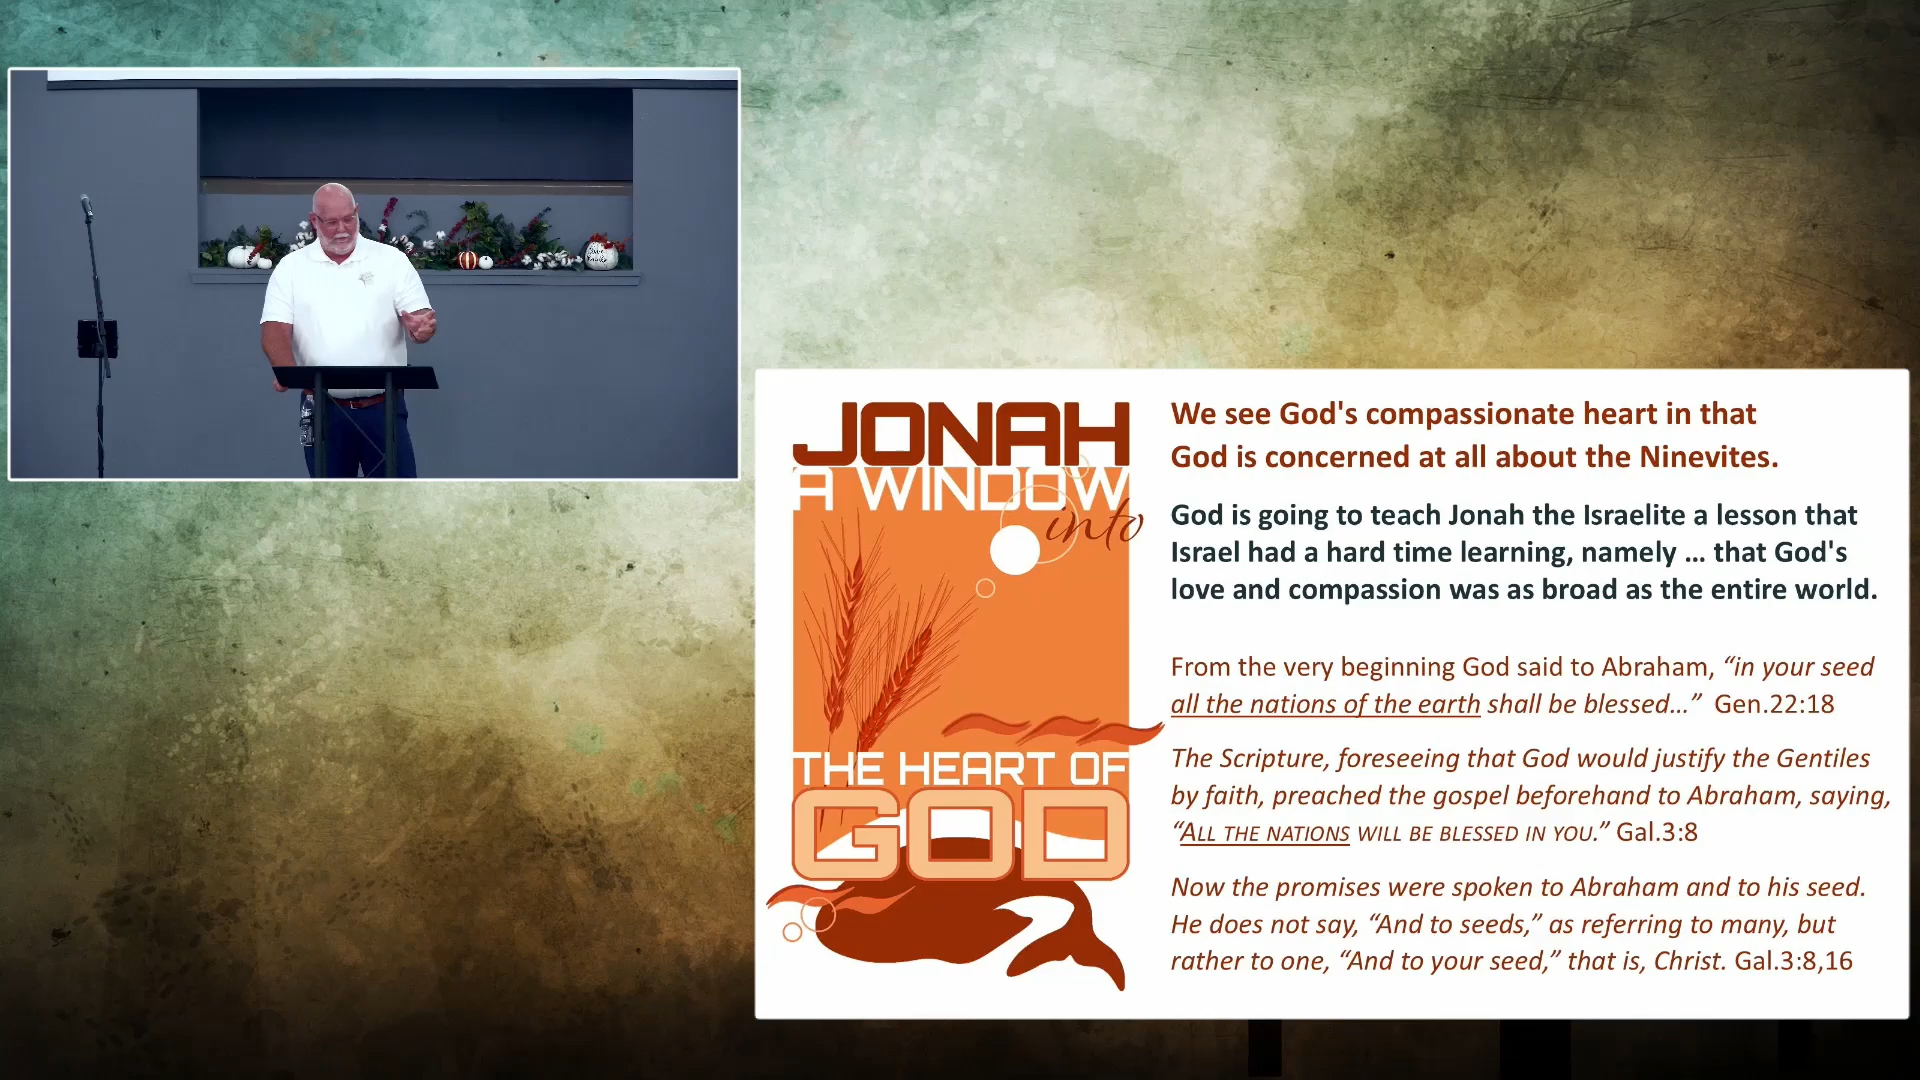 JONAH
A WINDOW
into
THE HEART OF
GOD
We see God's compassionate heart in that
God is concerned at all about the Ninevites.
God is going to teach Jonah the Israelite a lesson that
Israel had a hard time learning, namely ... that God's
love and compassion was as broad as the entire world.
From the very beginning God said to Abraham, “in your seed
all the nations of the earth shall be blessed...” Gen.22:18
The Scripture, foreseeing that God would justify the Gentiles
by faith, preached the gospel beforehand to Abraham, saying,
“ALL THE NATIONS WILL BE BLESSED IN YOU.” Gal.3:8
Now the promises were spoken to Abraham and to his seed.
He does not say, “And to seeds,” as referring to many, but
rather to one, “And to your seed,” that is, Christ. Gal.3:8,16